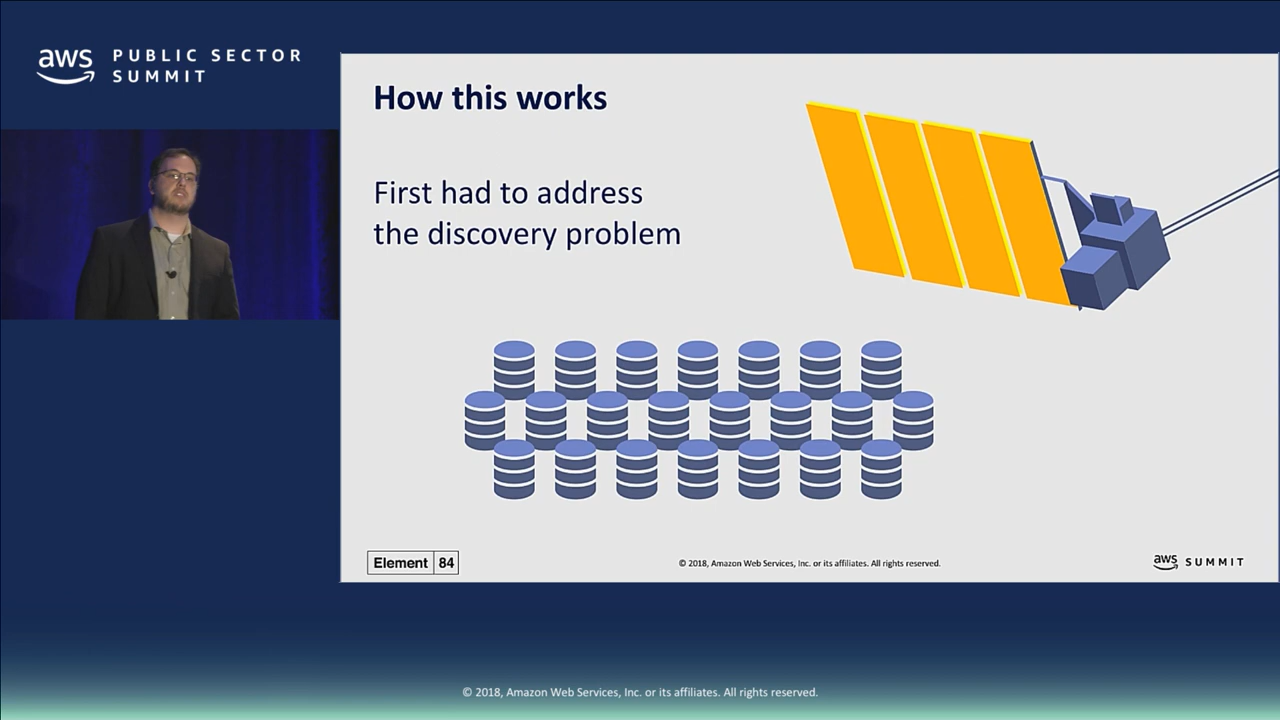 aws PUBLIC SECTOR
SUMMIT
How this works
First had to address
the discovery problem
Element 84
© 2018, Amazon Web Services, Inc. or its affiliates. All rights reserved.
aws SUMMIT
© 2018, Amazon Web Services, Inc. or its affiliates. All rights reserved.